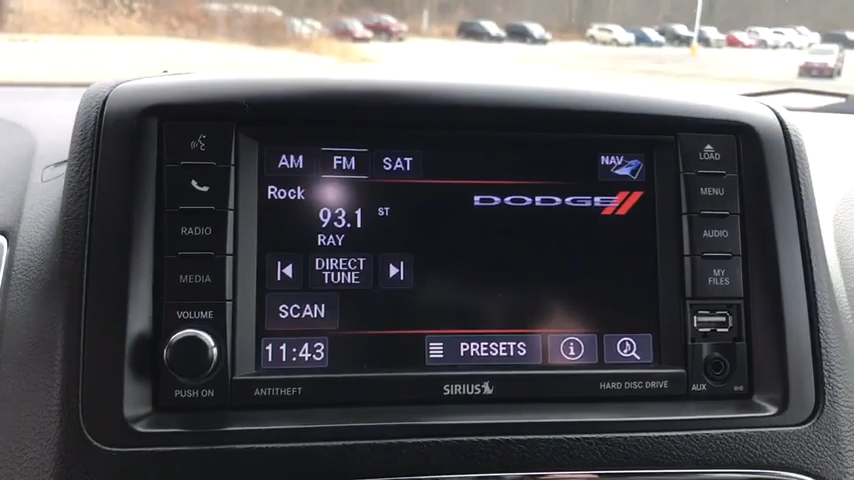 AM FM SAT NAV
LOAD
Rock
MENU
DODGE
93.1 ST
RADIO
AUDIO
RAY
DIRECT
TUNE
MEDIA
MY
FILES
SCAN
VOLUME
11:43 PRESETS
PUSH ON
ANTITHEFT
SIRIUS
HARD DISC DRIVE
AUX